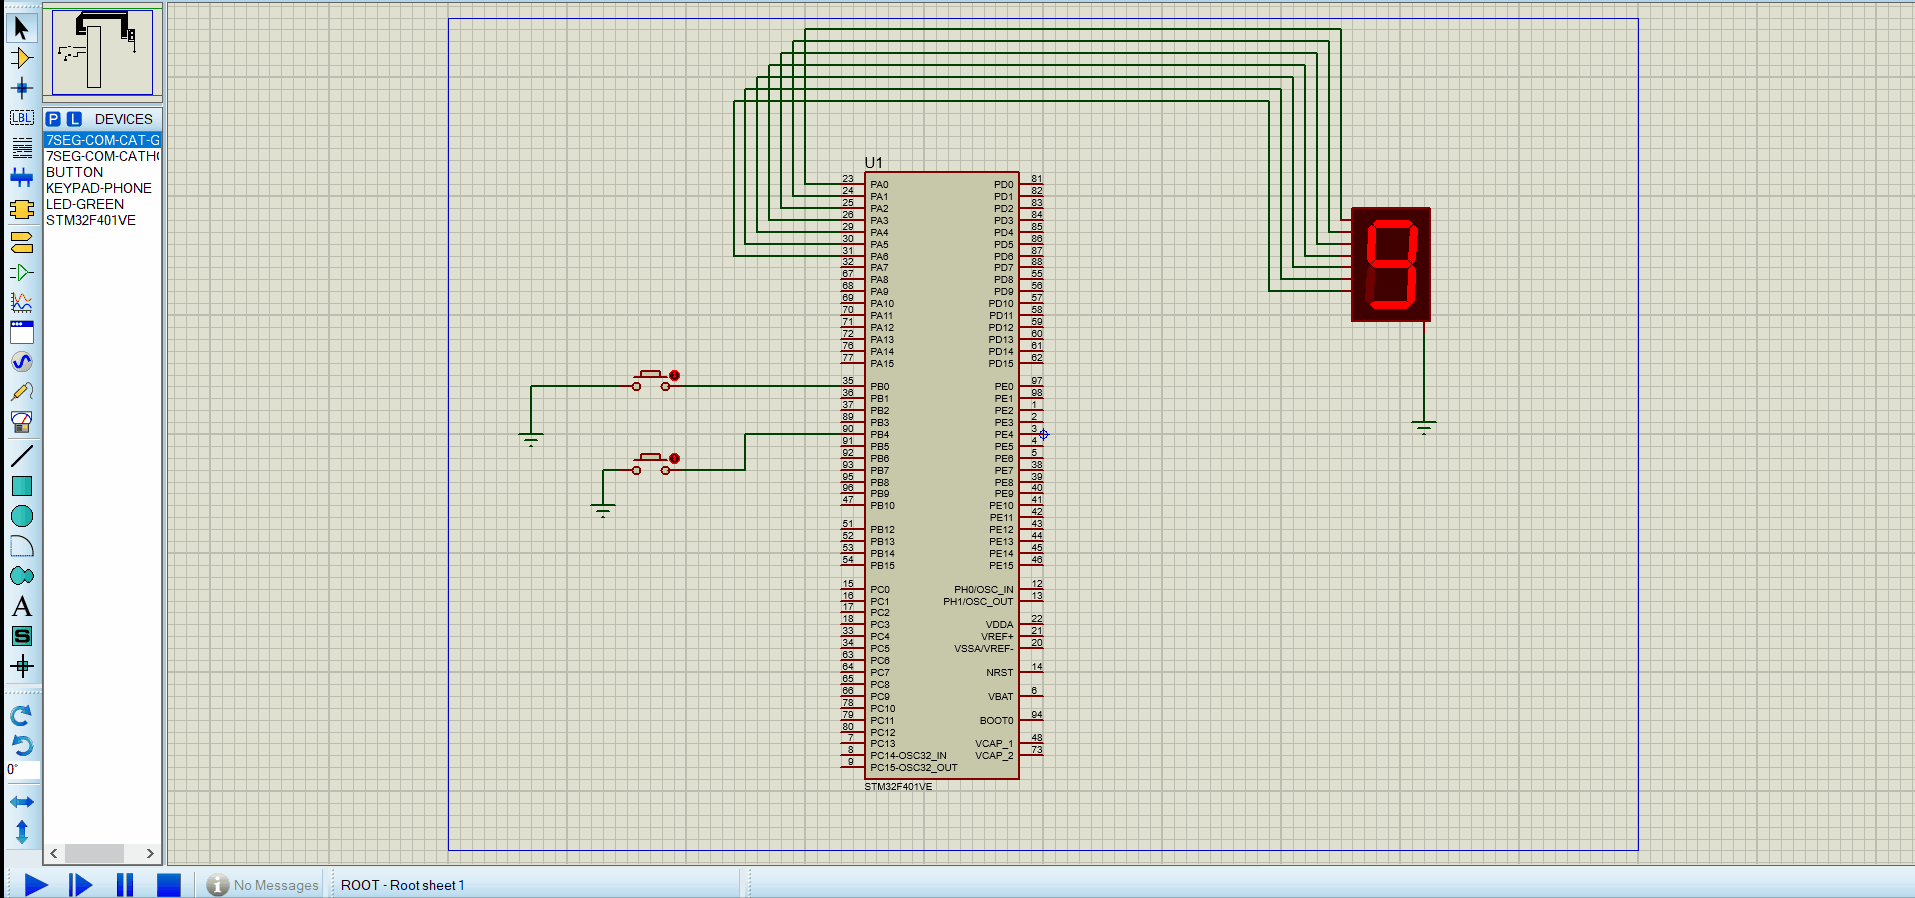 LBL
P L DEVICES
7SEG-COM-CAT-G
7SEG-COM-CATH
BUTTON
KEYPAD-PHONE
LED-GREEN
STM32F401VE
A
S
0°
U1
23 PA0 PD0 81
24 PA1 PD1 82
25 PA2 PD2 83
26 PA3 PD3 84
29 PA4 PD4 85
30 PA5 PD5 86
31 PA6 PD6 87
32 PA7 PD7 88
67 PA8 PD8 55
68 PA9 PD9 56
69 PA10 PD10 57
70 PA11 PD11 58
71 PA12 PD12 59
72 PA13 PD13 60
76 PA14 PD14 61
77 PA15 PD15 62
35 PB0 PE0 97
36 PB1 PE1 98
37 PB2 PE2 1
89 PB3 PE3 2
90 PB4 PE4 3
91 PB5 PE5 4
92 PB6 PE6 5
93 PB7 PE7 38
95 PB8 PE8 39
96 PB9 PE9 40
47 PB10 PE10 41
PE11 42
51 PB12 PE12 43
52 PB13 PE13 44
53 PB14 PE14 45
54 PB15 PE15 46
15 PC0 PH0/OSC_IN 12
16 PC1 PH1/OSC_OUT 13
17 PC2
18 PC3 VDDA 22
33 PC4 VREF+ 21
34 PC5 VSSA/VREF- 20
63 PC6
64 PC7 NRST 14
65 PC8
66 PC9 VBAT 6
78 PC10
79 PC11 BOOT0 94
80 PC12
7 PC13 VCAP_1 48
8 PC14-OSC32_IN VCAP_2 73
9 PC15-OSC32_OUT
STM32F401VE
9
No Messages
ROOT - Root sheet 1